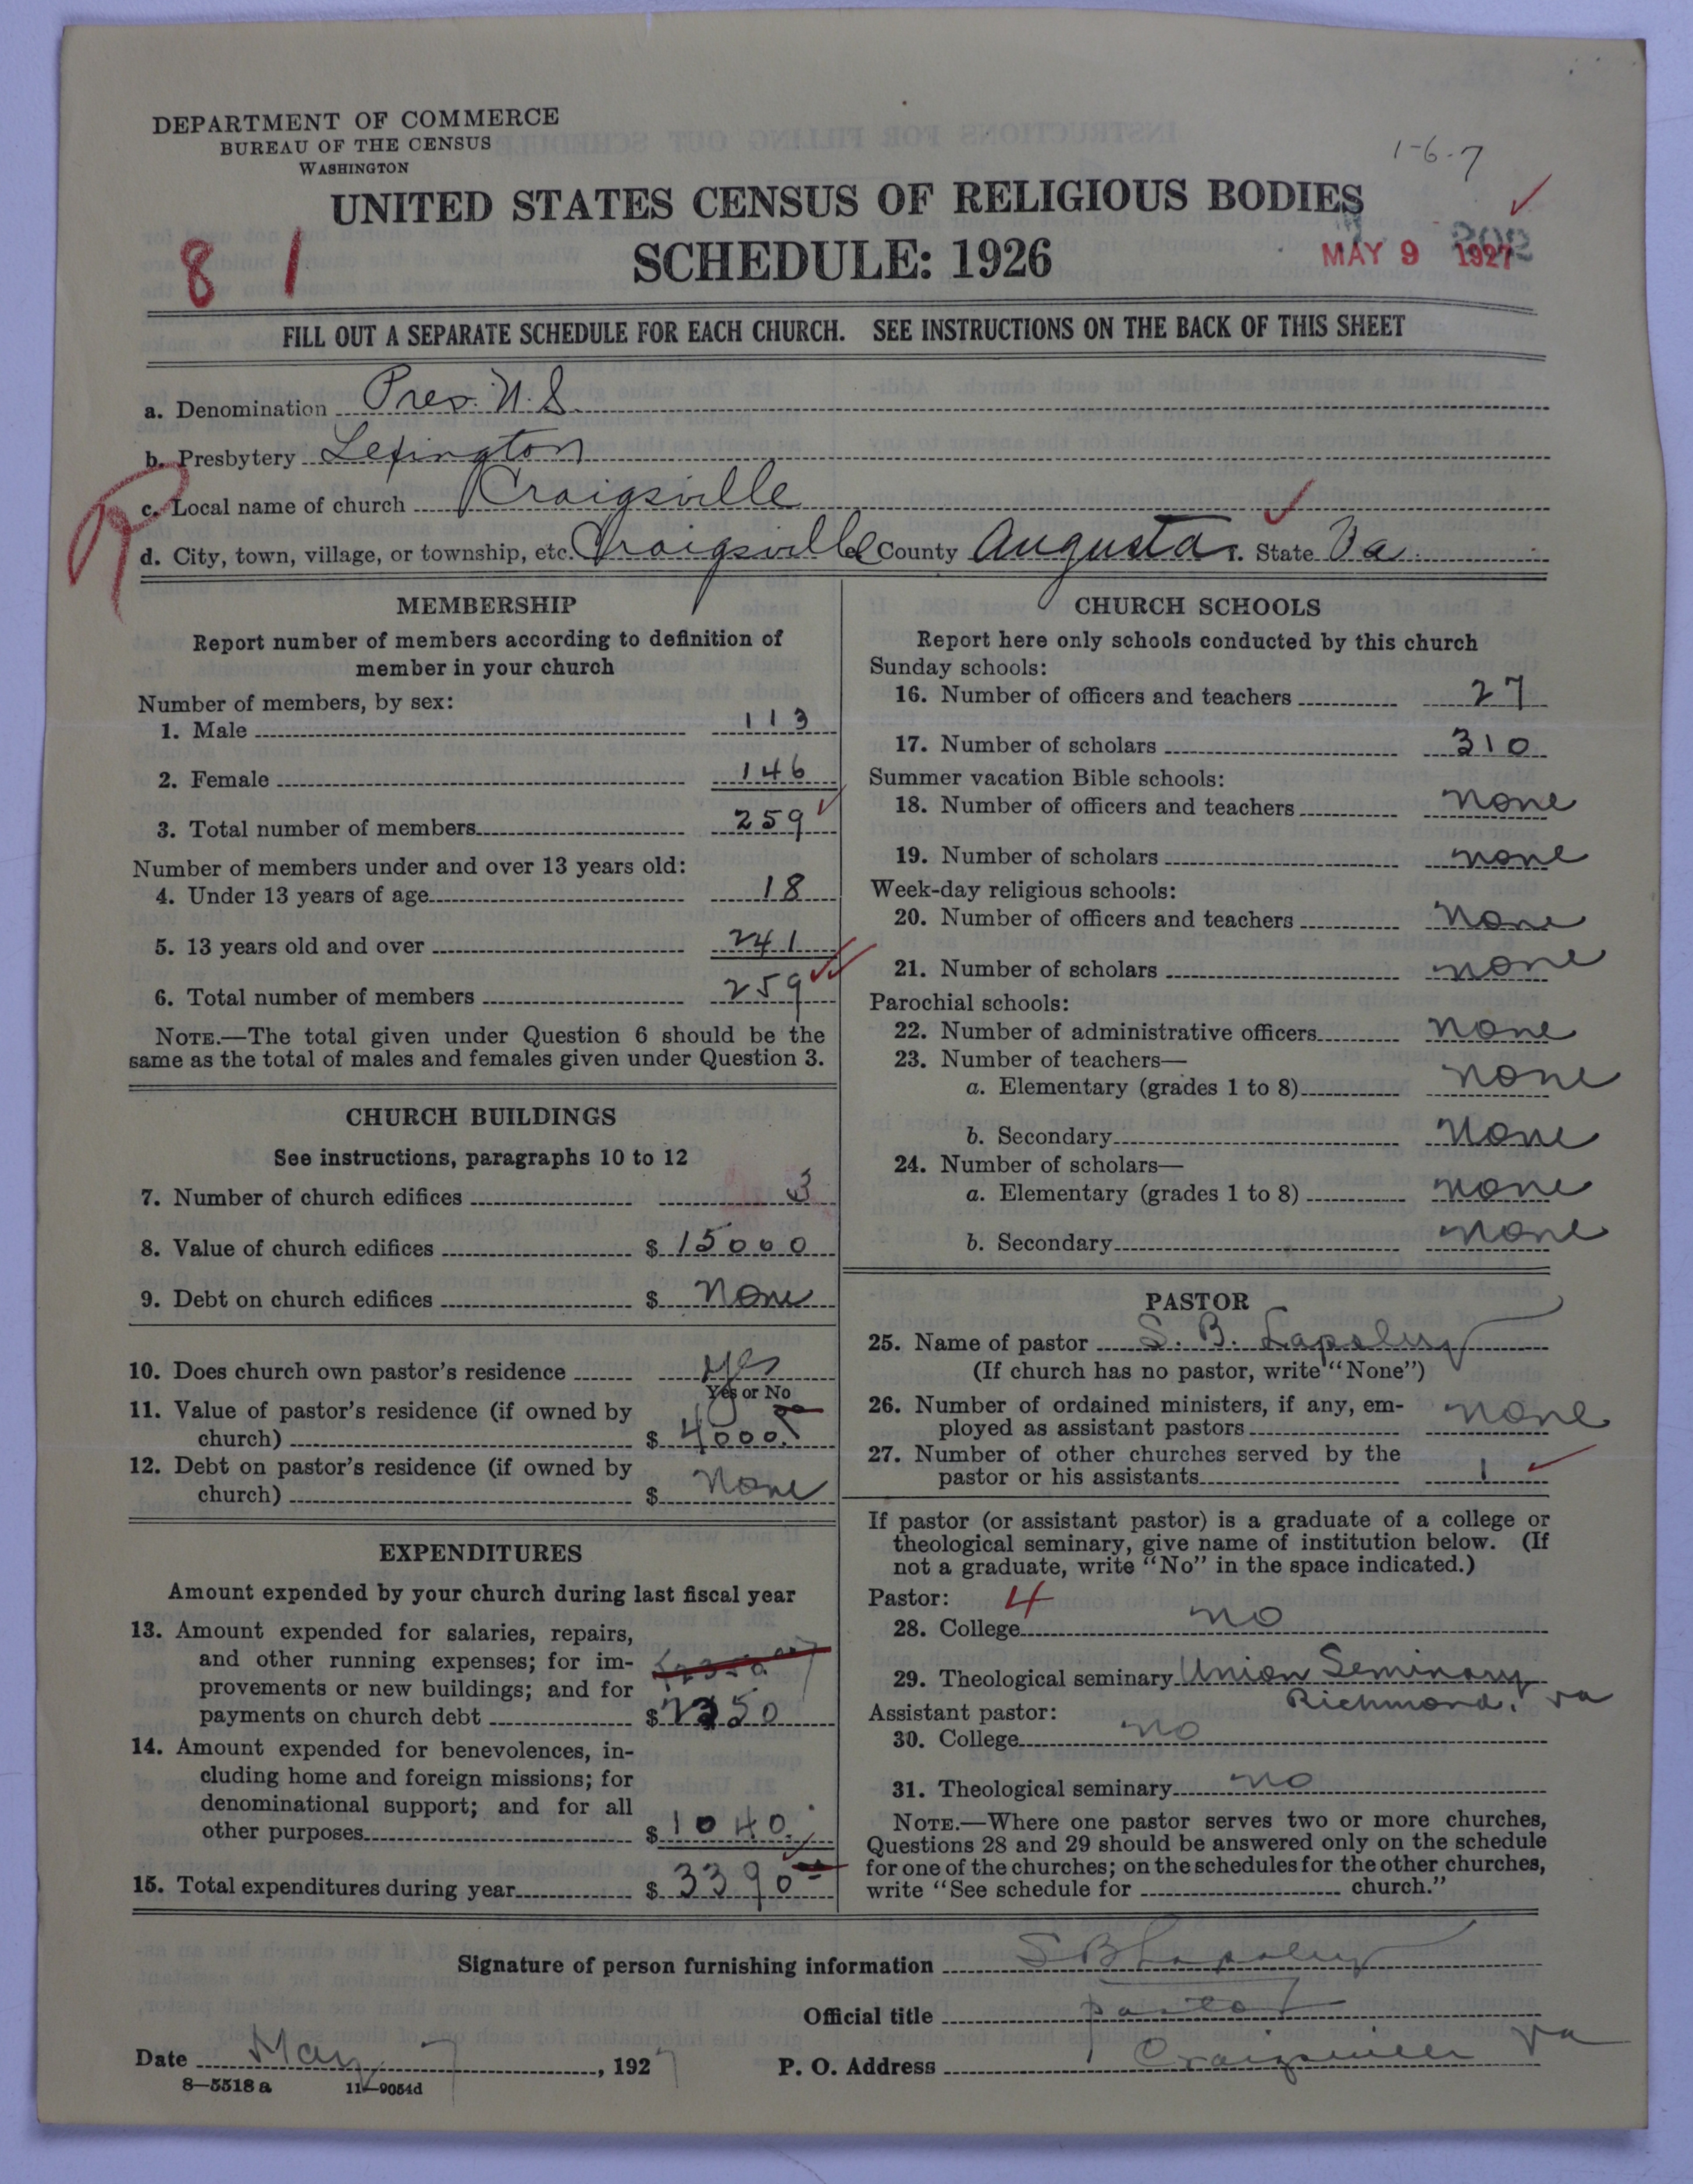 DEPARTMENT OF COMMERCE
BUREAU OF THE CENSUS
WASHINGTON
1-6-7
UNITED STATES CENSUS OF RELIGIOUS BODIES
SCHEDULE: 1926
8 1
MAY 9 1927
FILL OUT A SEPARATE SCHEDULE FOR EACH CHURCH. SEE INSTRUCTIONS ON THE BACK OF THIS SHEET
a. Denomination Pres. U.S.
b. Presbytery Lexington
R
c. Local name of church Craigsville
d. City, town, village, or township, etc. Craigsville e. County Augusta f. State Va.
MEMBERSHIP
Report number of members according to definition of
member in your church
Number of members, by sex:
1. Male 113
2. Female 146
3. Total number of members 259
Number of members under and over 13 years old:
4. Under 13 years of age 18
5. 13 years old and over 241
6. Total number of members 259
NOTE.—The total given under Question 6 should be the
same as the total of males and females given under Question 3.
CHURCH BUILDINGS
See instructions, paragraphs 10 to 12
7. Number of church edifices 3
8. Value of church edifices $ 15000
9. Debt on church edifices $ None
10. Does church own pastor's residence yes
Yes or No
11. Value of pastor's residence (if owned by
church) $ 4000.
12. Debt on pastor's residence (if owned by
church) $ None
EXPENDITURES
Amount expended by your church during last fiscal year
13. Amount expended for salaries, repairs,
and other running expenses; for im-
provements or new buildings; and for
payments on church debt $ 2350
14. Amount expended for benevolences, in-
cluding home and foreign missions; for
denominational support; and for all
other purposes $ 1040.
15. Total expenditures during year $ 3390
CHURCH SCHOOLS
Report here only schools conducted by this church
Sunday schools:
16. Number of officers and teachers 27
17. Number of scholars 310
Summer vacation Bible schools:
18. Number of officers and teachers none
19. Number of scholars none
Week-day religious schools:
20. Number of officers and teachers none
21. Number of scholars none
Parochial schools:
22. Number of administrative officers none
23. Number of teachers—
a. Elementary (grades 1 to 8) none
b. Secondary none
24. Number of scholars—
a. Elementary (grades 1 to 8) none
b. Secondary none
PASTOR
25. Name of pastor S. B. Lapsley
(If church has no pastor, write "None")
26. Number of ordained ministers, if any, em-
ployed as assistant pastors none
27. Number of other churches served by the
pastor or his assistants 1
If pastor (or assistant pastor) is a graduate of a college or
theological seminary, give name of institution below. (If
not a graduate, write "No" in the space indicated.)
Pastor: 4
28. College no
29. Theological seminary Union Seminary
Richmond, Va
Assistant pastor:
30. College no
31. Theological seminary no
NOTE.—Where one pastor serves two or more churches,
Questions 28 and 29 should be answered only on the schedule
for one of the churches; on the schedules for the other churches,
write "See schedule for church."
Signature of person furnishing information S B Lapsley
Official title pastor
Date May 7, 1927 P. O. Address Craigsville Va
8—5518 a 11—9054d